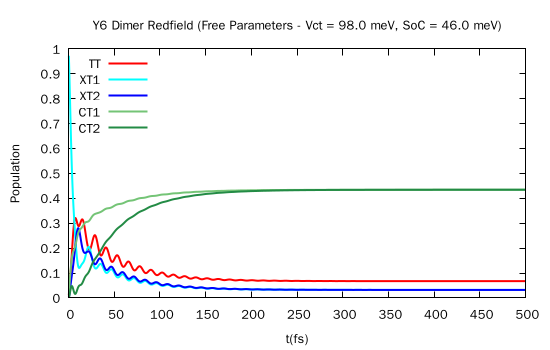 Y6 Dimer Redfield (Free Parameters - Vct = 98.0 meV, SoC = 46.0 meV)
1
0.9
0.8
0.7
0.6
0.5
0.4
0.3
0.2
0.1
0
Population
TT
XT1
XT2
CT1
CT2
0 50 100 150 200 250 300 350 400 450 500
t(fs)